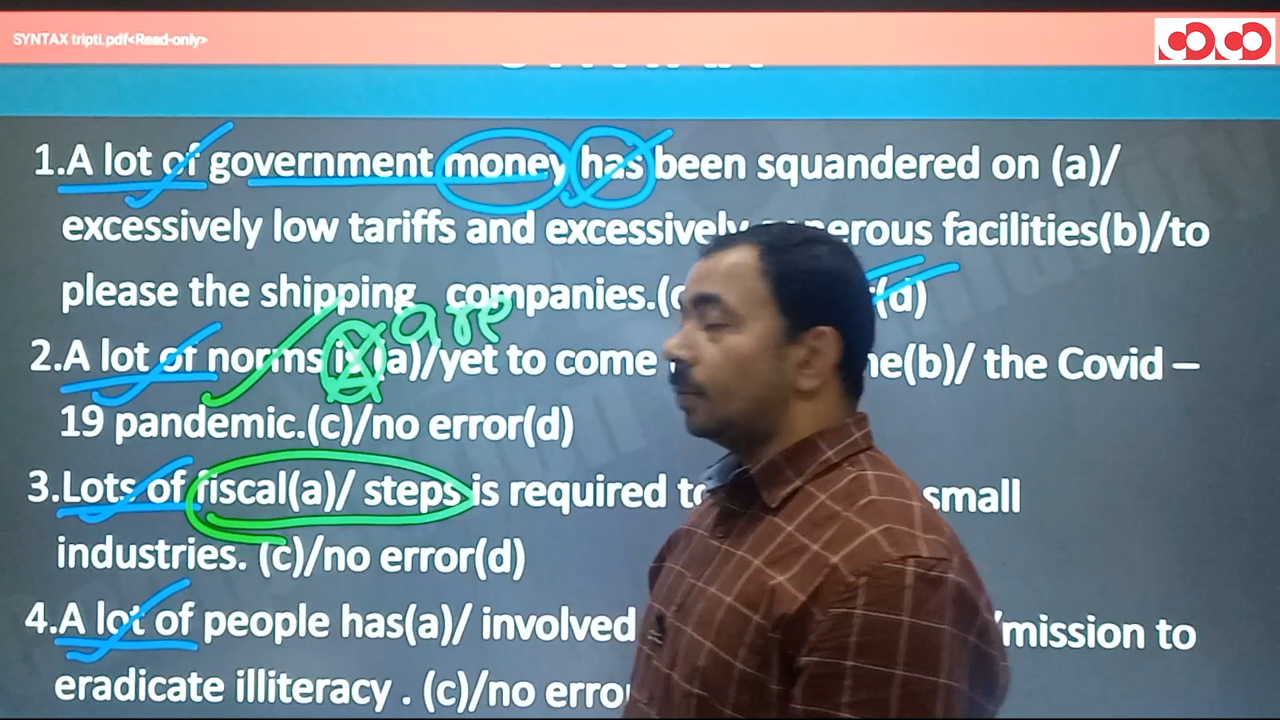 SYNTAX tripti.pdf<Read-only>
1.A lot of government money has been squandered on (a)/
excessively low tariffs and excessively facilities(b)/to
please the shipping companies. (d)
are
2.A lot of norms is (a)/yet to come (b)/ the Covid –
19 pandemic.(c)/no error(d)
3.Lots of fiscal(a)/ steps is required small
industries. (c)/no error(d)
4.A lot of people has(a)/ involved /mission to
eradicate illiteracy . (c)/no